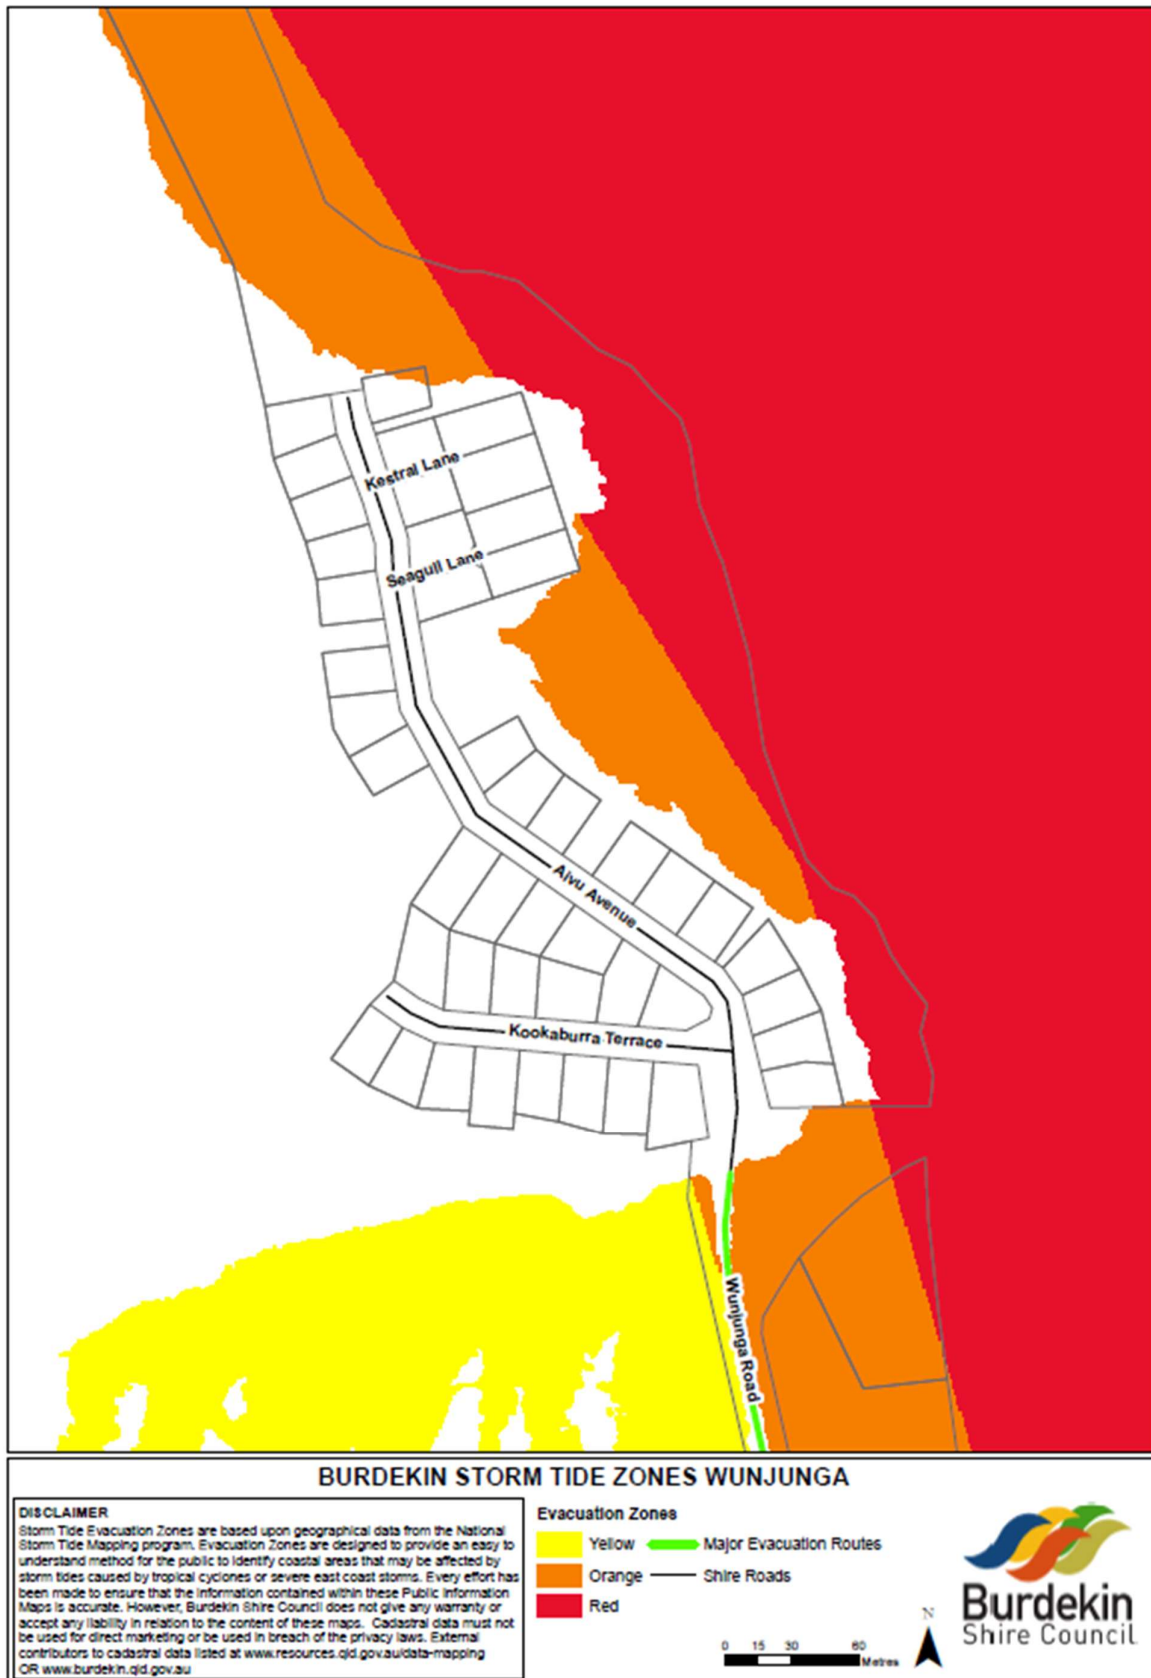 Kestral Lane
Seagull Lane
Aivu Avenue
Kookaburra Terrace
Wunjunga Road
BURDEKIN STORM TIDE ZONES WUNJUNGA
DISCLAIMER
Storm Tide Evacuation Zones are based upon geographical data from the National
Storm Tide Mapping program. Evacuation Zones are designed to provide an easy to
understand method for the public to identify coastal areas that may be affected by
storm tides caused by tropical cyclones or severe east coast storms. Every effort has
been made to ensure that the information contained within these Public Information
Maps is accurate. However, Burdekin Shire Council does not give any warranty or
accept any liability in relation to the content of these maps. Cadastral data must not
be used for direct marketing or be used in breach of the privacy laws. External
contributors to cadastral data listed at www.resources.qld.gov.au/data-mapping
OR www.burdekin.qld.gov.au
Evacuation Zones
Yellow
Major Evacuation Routes
Orange
Shire Roads
Red
0 15 30 60
Metres
N
Burdekin
Shire Council